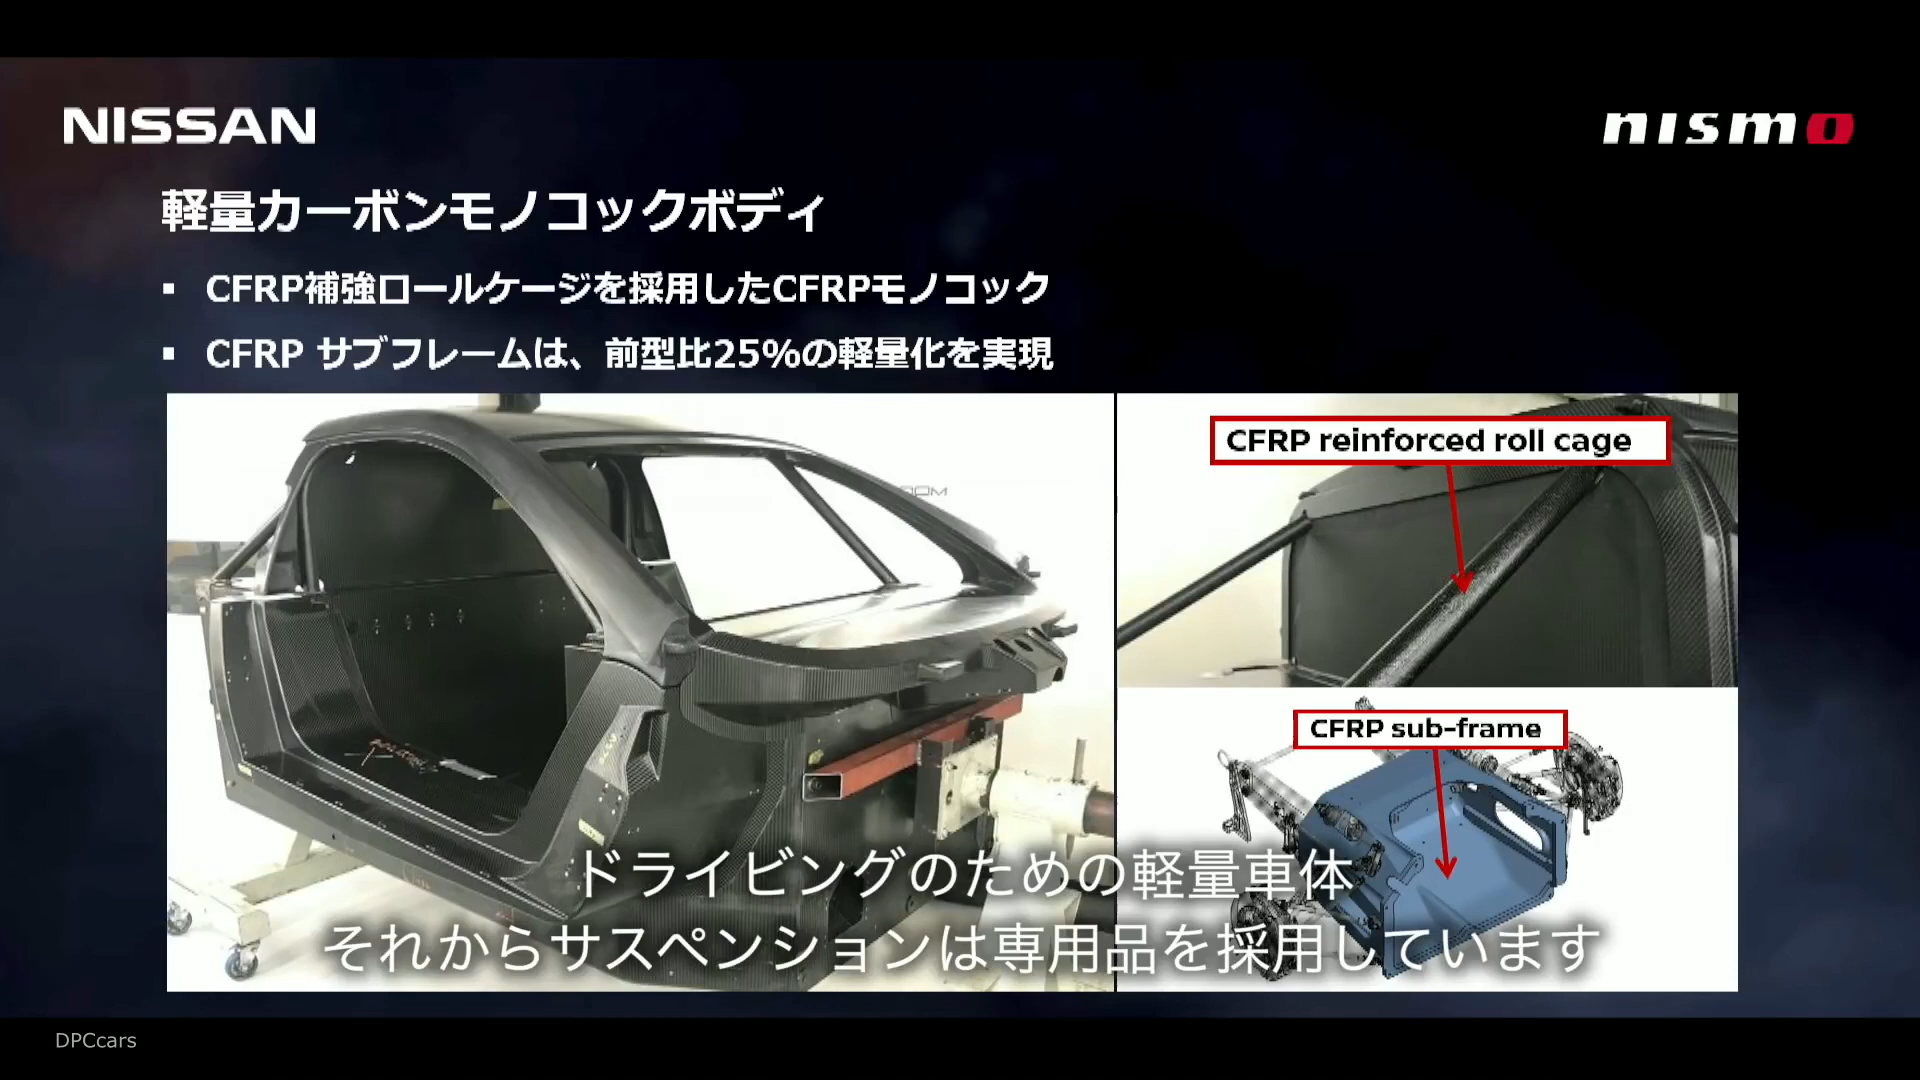 NISSAN
nismo
軽量カーボンモノコックボディ
▪ CFRP補強ロールケージを採用したCFRPモノコック
▪ CFRP サブフレームは、前型比25%の軽量化を実現
CFRP reinforced roll cage
CFRP sub-frame
ドライビングのための軽量車体
それからサスペンションは専用品を採用しています
DPCcars